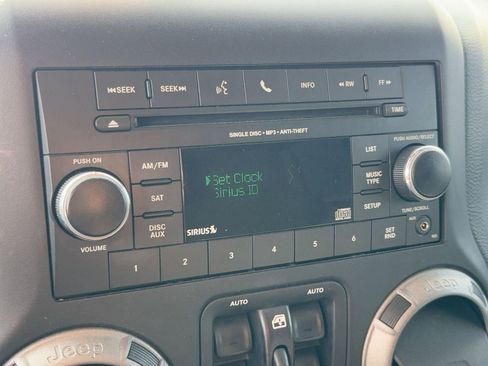 ⏮SEEK SEEK⏭ INFO ◀◀ RW FF ▶▶
TIME
SINGLE DISC • MP3 • ANTI-THEFT
PUSH ON
AM/FM
SAT
DISC AUX
VOLUME
Set Clock
Sirius ID
SIRIUS
LIST
MUSIC TYPE
SETUP
PUSH AUDIO/SELECT
TUNE/SCROLL
AUX
1 2 3 4 5 6 SET RND
AUTO AUTO
Jeep Jeep